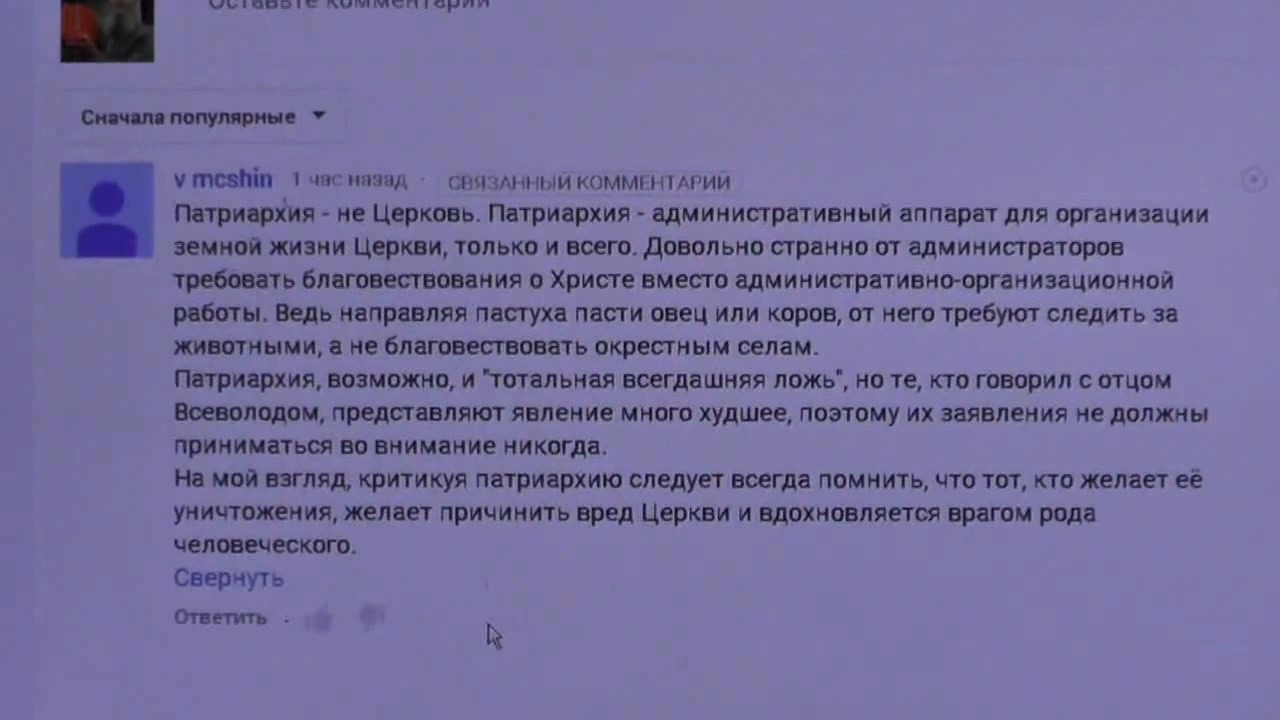 Оставьте комментарий
Сначала популярные
v mcshin 1 час назад · СВЯЗАННЫЙ КОММЕНТАРИЙ
Патриархия - не Церковь. Патриархия - административный аппарат для организации
земной жизни Церкви, только и всего. Довольно странно от администраторов
требовать благовествования о Христе вместо административно-организационной
работы. Ведь направляя пастуха пасти овец или коров, от него требуют следить за
животными, а не благовествовать окрестным селам.
Патриархия, возможно, и "тотальная всегдашняя ложь", но те, кто говорил с отцом
Всеволодом, представляют явление много худшее, поэтому их заявления не должны
приниматься во внимание никогда.
На мой взгляд, критикуя патриархию следует всегда помнить, что тот, кто желает её
уничтожения, желает причинить вред Церкви и вдохновляется врагом рода
человеческого.
Свернуть
Ответить ·